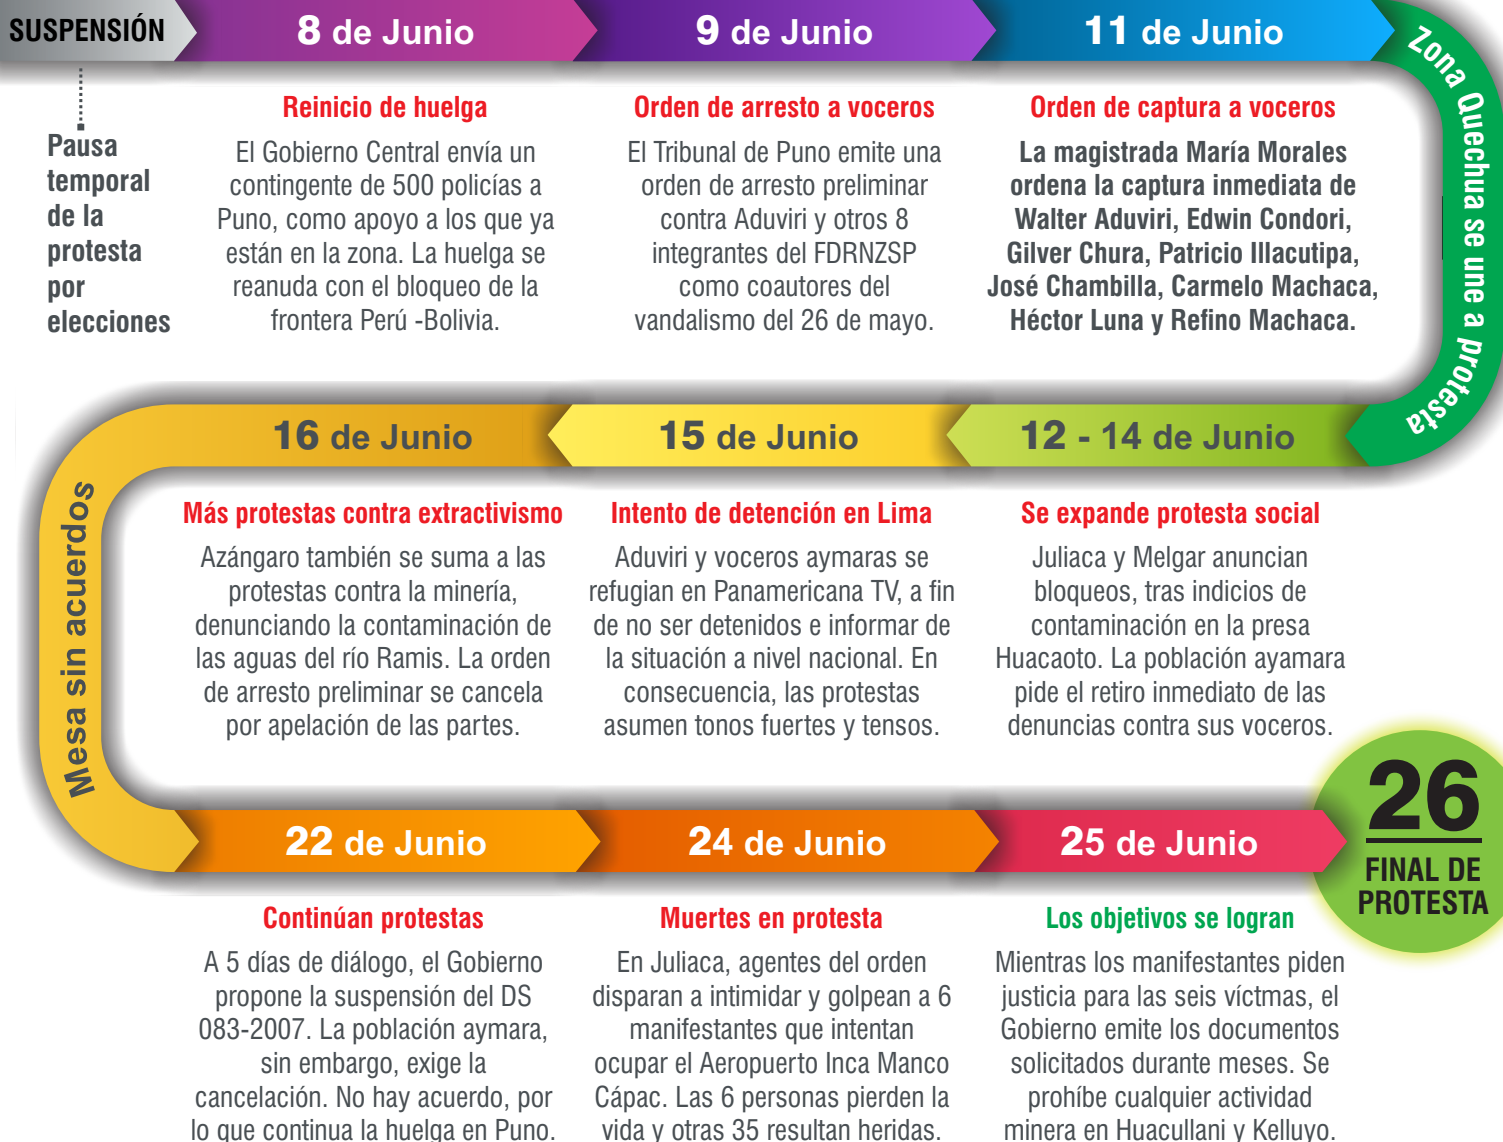 SUSPENSIÓN
Pausa
temporal
de la
protesta
por
elecciones
8 de Junio
Reinicio de huelga
El Gobierno Central envía un
contingente de 500 policías a
Puno, como apoyo a los que ya
están en la zona. La huelga se
reanuda con el bloqueo de la
frontera Perú -Bolivia.
9 de Junio
Orden de arresto a voceros
El Tribunal de Puno emite una
orden de arresto preliminar
contra Aduviri y otros 8
integrantes del FDRNZSP
como coautores del
vandalismo del 26 de mayo.
11 de Junio
Orden de captura a voceros
La magistrada María Morales
ordena la captura inmediata de
Walter Aduviri, Edwin Condori,
Gilver Chura, Patricio Illacutipa,
José Chambilla, Carmelo Machaca,
Héctor Luna y Refino Machaca.
Zona Quechua se une a protesta
12 - 14 de Junio
Se expande protesta social
Juliaca y Melgar anuncian
bloqueos, tras indicios de
contaminación en la presa
Huacaoto. La población ayamara
pide el retiro inmediato de las
denuncias contra sus voceros.
15 de Junio
Intento de detención en Lima
Aduviri y voceros aymaras se
refugian en Panamericana TV, a fin
de no ser detenidos e informar de
la situación a nivel nacional. En
consecuencia, las protestas
asumen tonos fuertes y tensos.
16 de Junio
Más protestas contra extractivismo
Azángaro también se suma a las
protestas contra la minería,
denunciando la contaminación de
las aguas del río Ramis. La orden
de arresto preliminar se cancela
por apelación de las partes.
Mesa sin acuerdos
22 de Junio
Continúan protestas
A 5 días de diálogo, el Gobierno
propone la suspensión del DS
083-2007. La población aymara,
sin embargo, exige la
cancelación. No hay acuerdo, por
lo que continua la huelga en Puno.
24 de Junio
Muertes en protesta
En Juliaca, agentes del orden
disparan a intimidar y golpean a 6
manifestantes que intentan
ocupar el Aeropuerto Inca Manco
Cápac. Las 6 personas pierden la
vida y otras 35 resultan heridas.
25 de Junio
Los objetivos se logran
Mientras los manifestantes piden
justicia para las seis víctmas, el
Gobierno emite los documentos
solicitados durante meses. Se
prohíbe cualquier actividad
minera en Huacullani y Kelluyo.
26
FINAL DE
PROTESTA